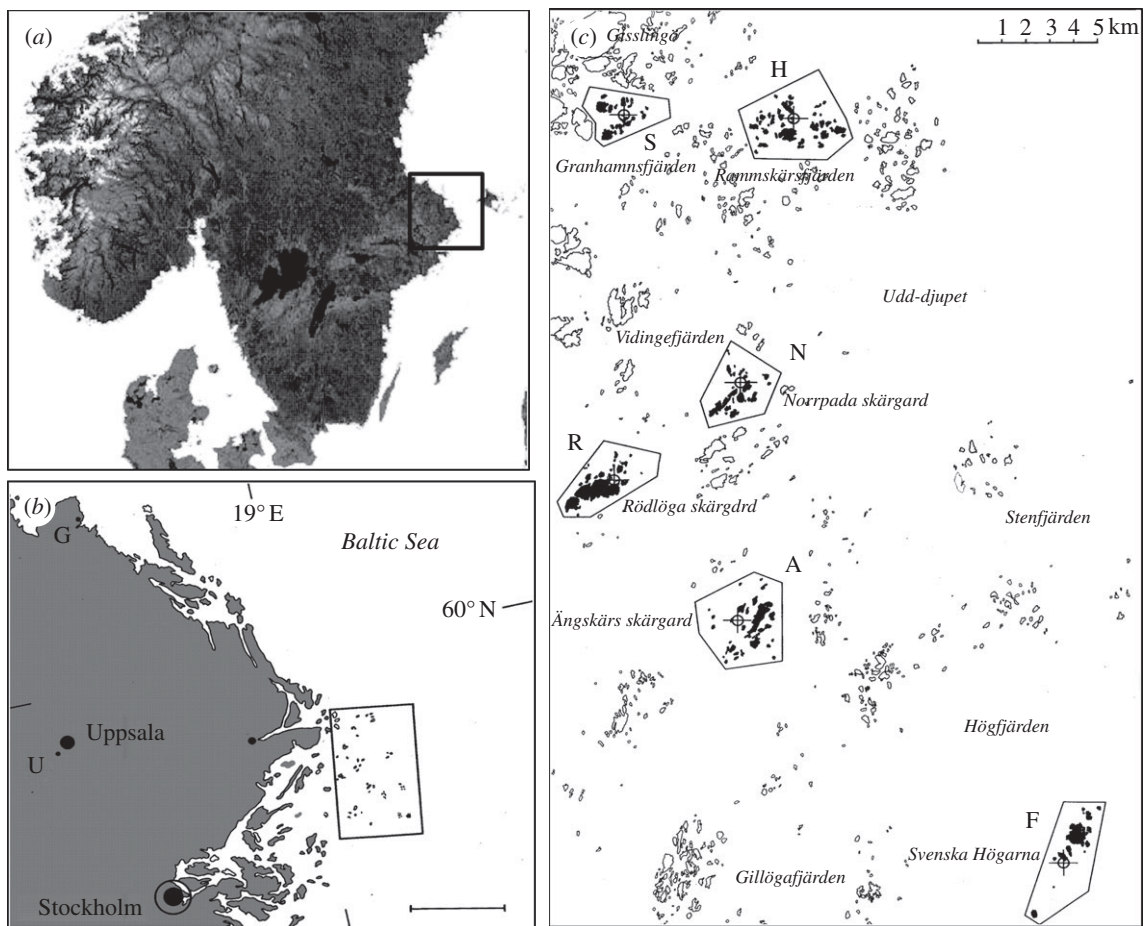 (a)
(b)
19° E
G
Baltic Sea
60° N
Uppsala
U
Stockholm
(c)
Gisslingö
1 2 3 4 5 km
H
S
Granhamnsfjärden
Rammskärsfjärden
Udd-djupet
Vidingefjärden
N
Norrpada skärgard
R
Rödlöga skärgdrd
Stenfjärden
A
Ängskärs skärgard
Högfjärden
F
Svenska Högarna
Gillögafjärden